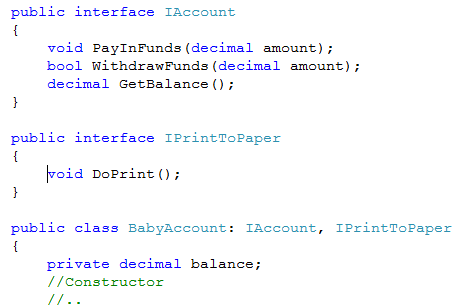 public interface IAccount
{
    void PayInFunds(decimal amount);
    bool WithdrawFunds(decimal amount);
    decimal GetBalance();
}
public interface IPrintToPaper
{
    void DoPrint();
}
public class BabyAccount: IAccount, IPrintToPaper
{
    private decimal balance;
    //Constructor
    //..